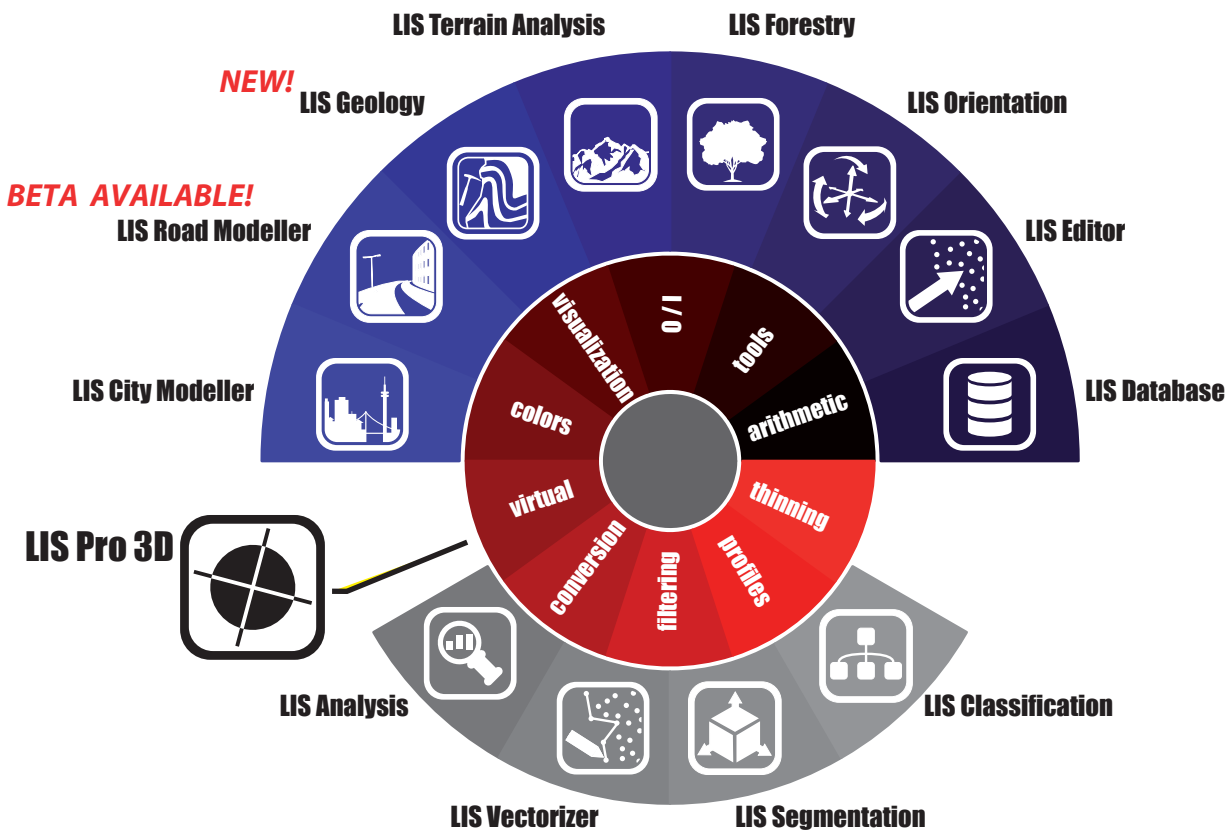 LIS Terrain Analysis
LIS Forestry
NEW!
LIS Geology
LIS Orientation
BETA AVAILABLE!
LIS Road Modeller
LIS Editor
LIS City Modeller
LIS Database
visualization
I / O
tools
colors
arithmetic
virtual
thinning
conversion
filtering
profiles
LIS Pro 3D
LIS Analysis
LIS Classification
LIS Vectorizer
LIS Segmentation